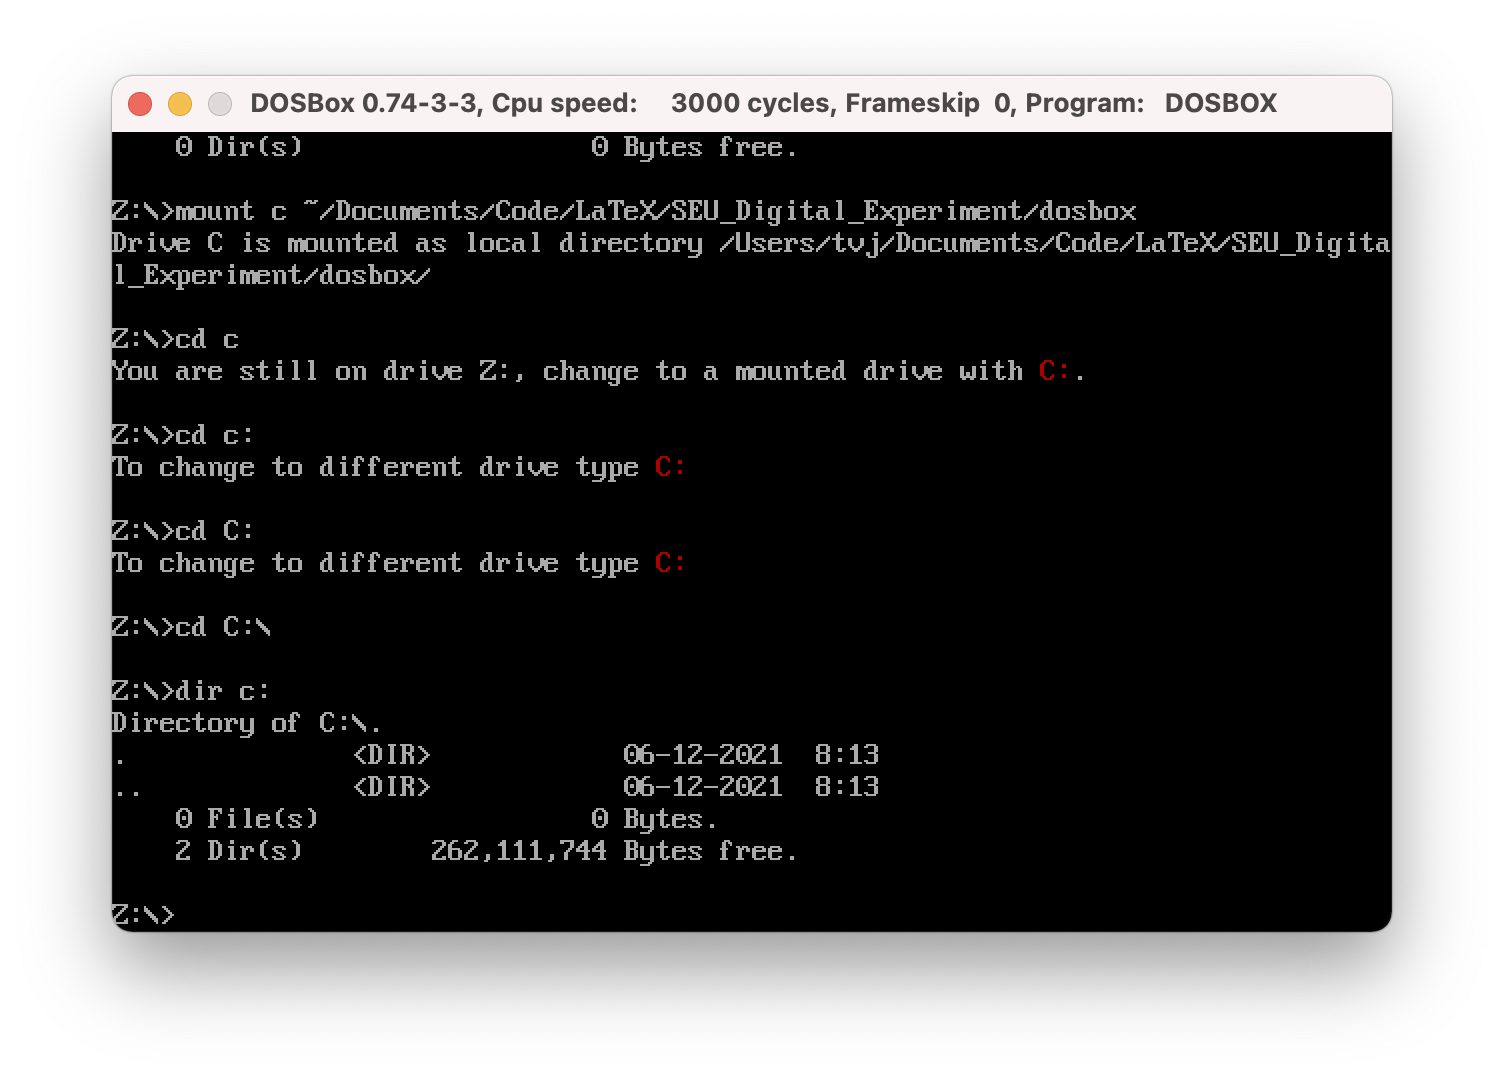 DOSBox 0.74-3-3, Cpu speed:    3000 cycles, Frameskip  0, Program:   DOSBOX
    0 Dir(s)                  0 Bytes free.
Z:\>mount c ~/Documents/Code/LaTeX/SEU_Digital_Experiment/dosbox
Drive C is mounted as local directory /Users/tvj/Documents/Code/LaTeX/SEU_Digita
l_Experiment/dosbox/
Z:\>cd c
You are still on drive Z:, change to a mounted drive with C:.
Z:\>cd c:
To change to different drive type C:
Z:\>cd C:
To change to different drive type C:
Z:\>cd C:\
Z:\>dir c:
Directory of C:\.
.              <DIR>            06-12-2021  8:13
..             <DIR>            06-12-2021  8:13
    0 File(s)                 0 Bytes.
    2 Dir(s)        262,111,744 Bytes free.
Z:\>